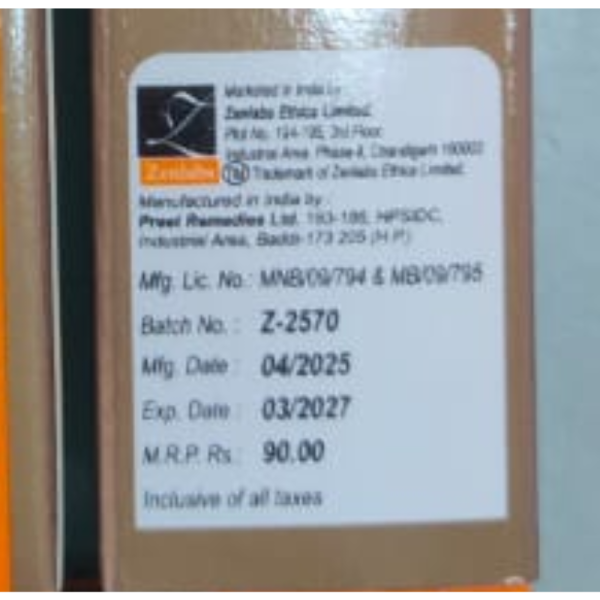 Marketed in India by :
Zenlabs Ethica Limited.
Plot No. 194-195, 3rd Floor
Industrial Area, Phase-II, Chandigarh 160002
Zenlabs
TM Trademark of Zenlabs Ethica Limited.
Manufactured in India by :
Preet Remedies Ltd. 183-186, HPSIDC,
Industrial Area, Baddi-173 205 (H.P.)
Mfg. Lic. No.: MNB/09/794 & MB/09/795
Batch No. : Z-2570
Mfg. Date : 04/2025
Exp. Date : 03/2027
M.R.P. Rs.: 90.00
Inclusive of all taxes